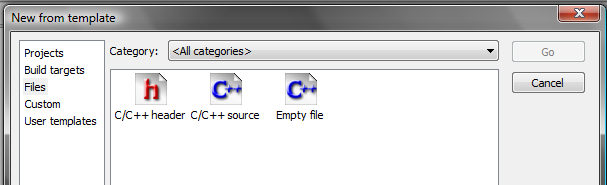 New from template
Projects
Build targets
Files
Custom
User templates
Category: <All categories>
Go
Cancel
h
C++
C++
C/C++ header
C/C++ source
Empty file